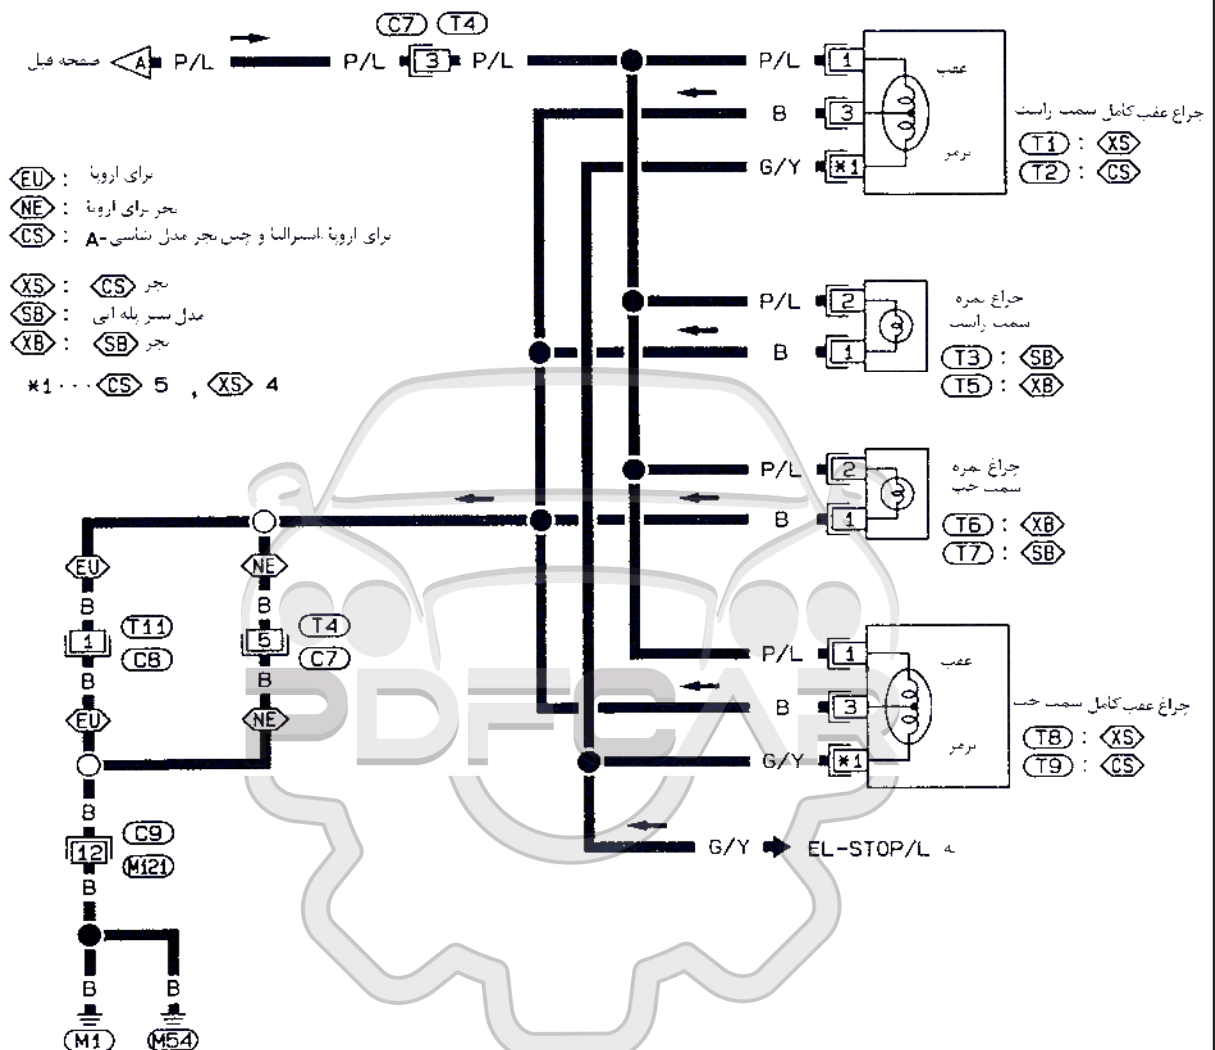 C7 T4
صفحه قبل A P/L P/L 3 P/L P/L 1 عقب
B 3 چراغ عقب کامل سمت راست
T1 : XS
G/Y *1 ترمز
T2 : CS
EU : برای اروپا
NE : بجز برای اروپا
CS : برای اروپا استرالیا و جنس بجز مدل شاسی-A
XS : CS بجز
SB : مدل سپر پله ائی
XB : SB بجز
*1 ··· CS 5 , XS 4
P/L 2 چراغ نمره
سمت راست
B 1
T3 : SB
T5 : XB
P/L 2 چراغ نمره
سمت چپ
B 1
T6 : XB
T7 : SB
EU NE
B B
1 T11 5 T4
C8 C7
B B
EU NE
P/L 1 عقب
B 3 چراغ عقب کامل سمت چپ
T8 : XS
G/Y *1 ترمز
T9 : CS
PDFCAR
B
12 C9
M121
B
G/Y EL-STOP/L به
B B
M1 M54